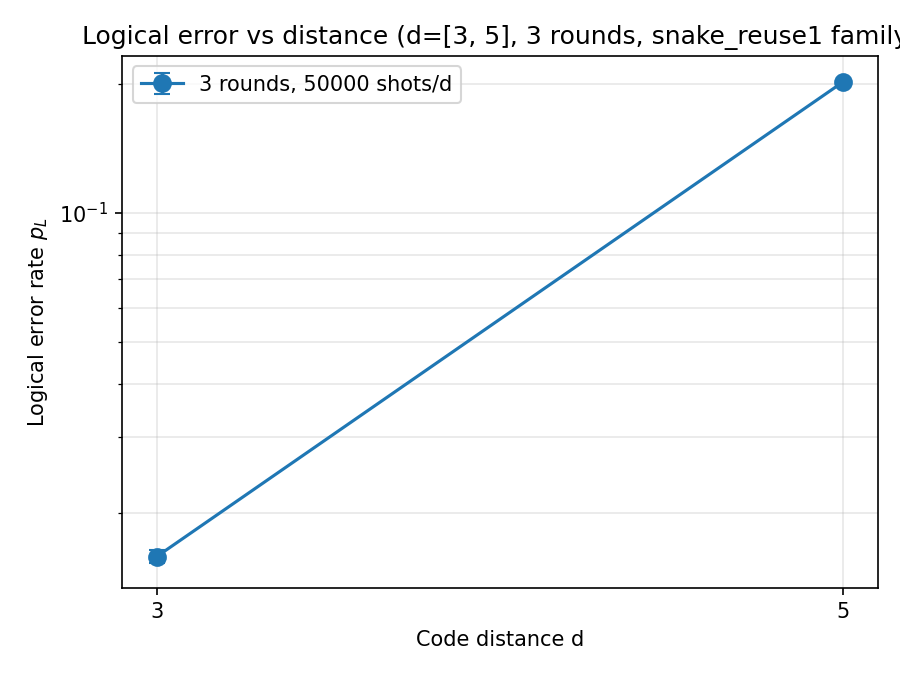 Logical error vs distance (d=[3, 5], 3 rounds, snake_reuse1 family
3 rounds, 50000 shots/d
10⁻¹
Logical error rate p_L
3 5
Code distance d